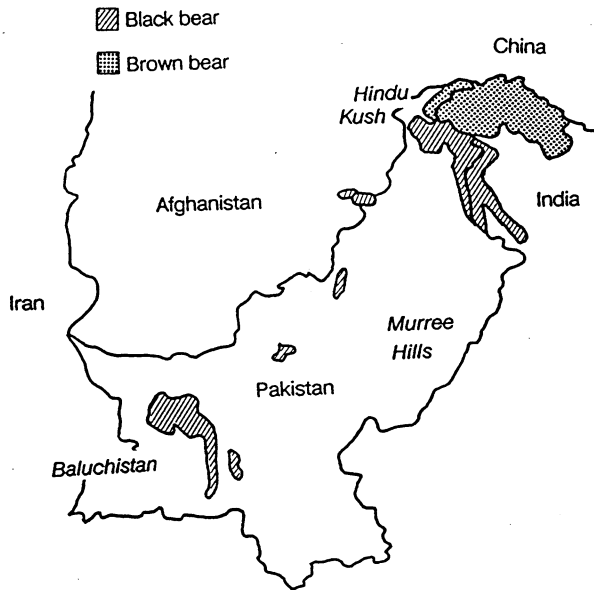 Black bear
Brown bear
China
Hindu
Kush
Afghanistan
India
Iran
Murree
Hills
Pakistan
Baluchistan